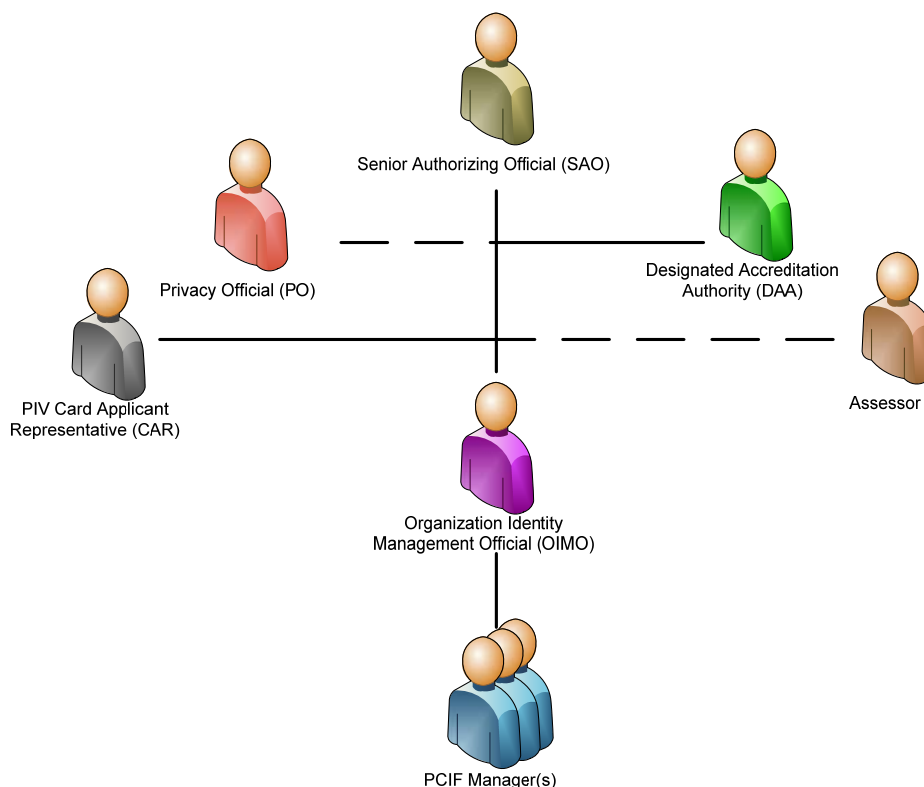 Senior Authorizing Official (SAO)
Privacy Official (PO)
Designated Accreditation
Authority (DAA)
PIV Card Applicant
Representative (CAR)
Assessor
Organization Identity
Management Official (OIMO)
PCIF Manager(s)